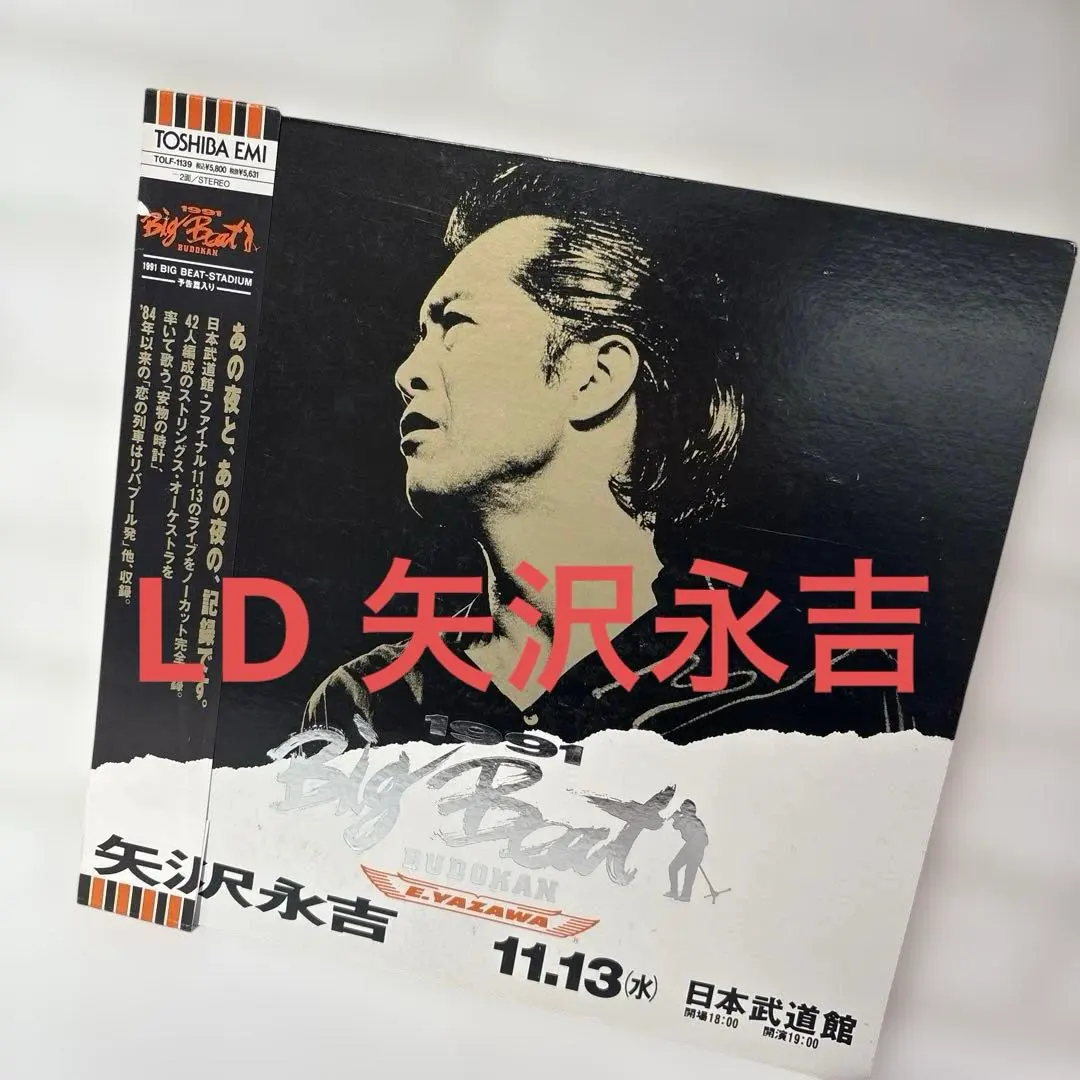 TOSHIBA EMI
TOLF-1139 税込¥5,800 税抜¥5,631
2面/STEREO
1991
Big Beat
BUDOKAN
1991 BIG BEAT-STADIUM
予告篇入り
あの夜と、あの夜の、記録です。
日本武道館・ファイナル11・13のライブをノーカット完全収録。
42人編成のストリングス・オーケストラを
率いて歌う「安物の時計」、
'84年以来の「恋の列車はリバプール発」他、収録。
LD 矢沢永吉
1991
Big Beat
BUDOKAN
E.YAZAWA
矢沢永吉
11.13(水)
日本武道館
開場18:00 開演19:00